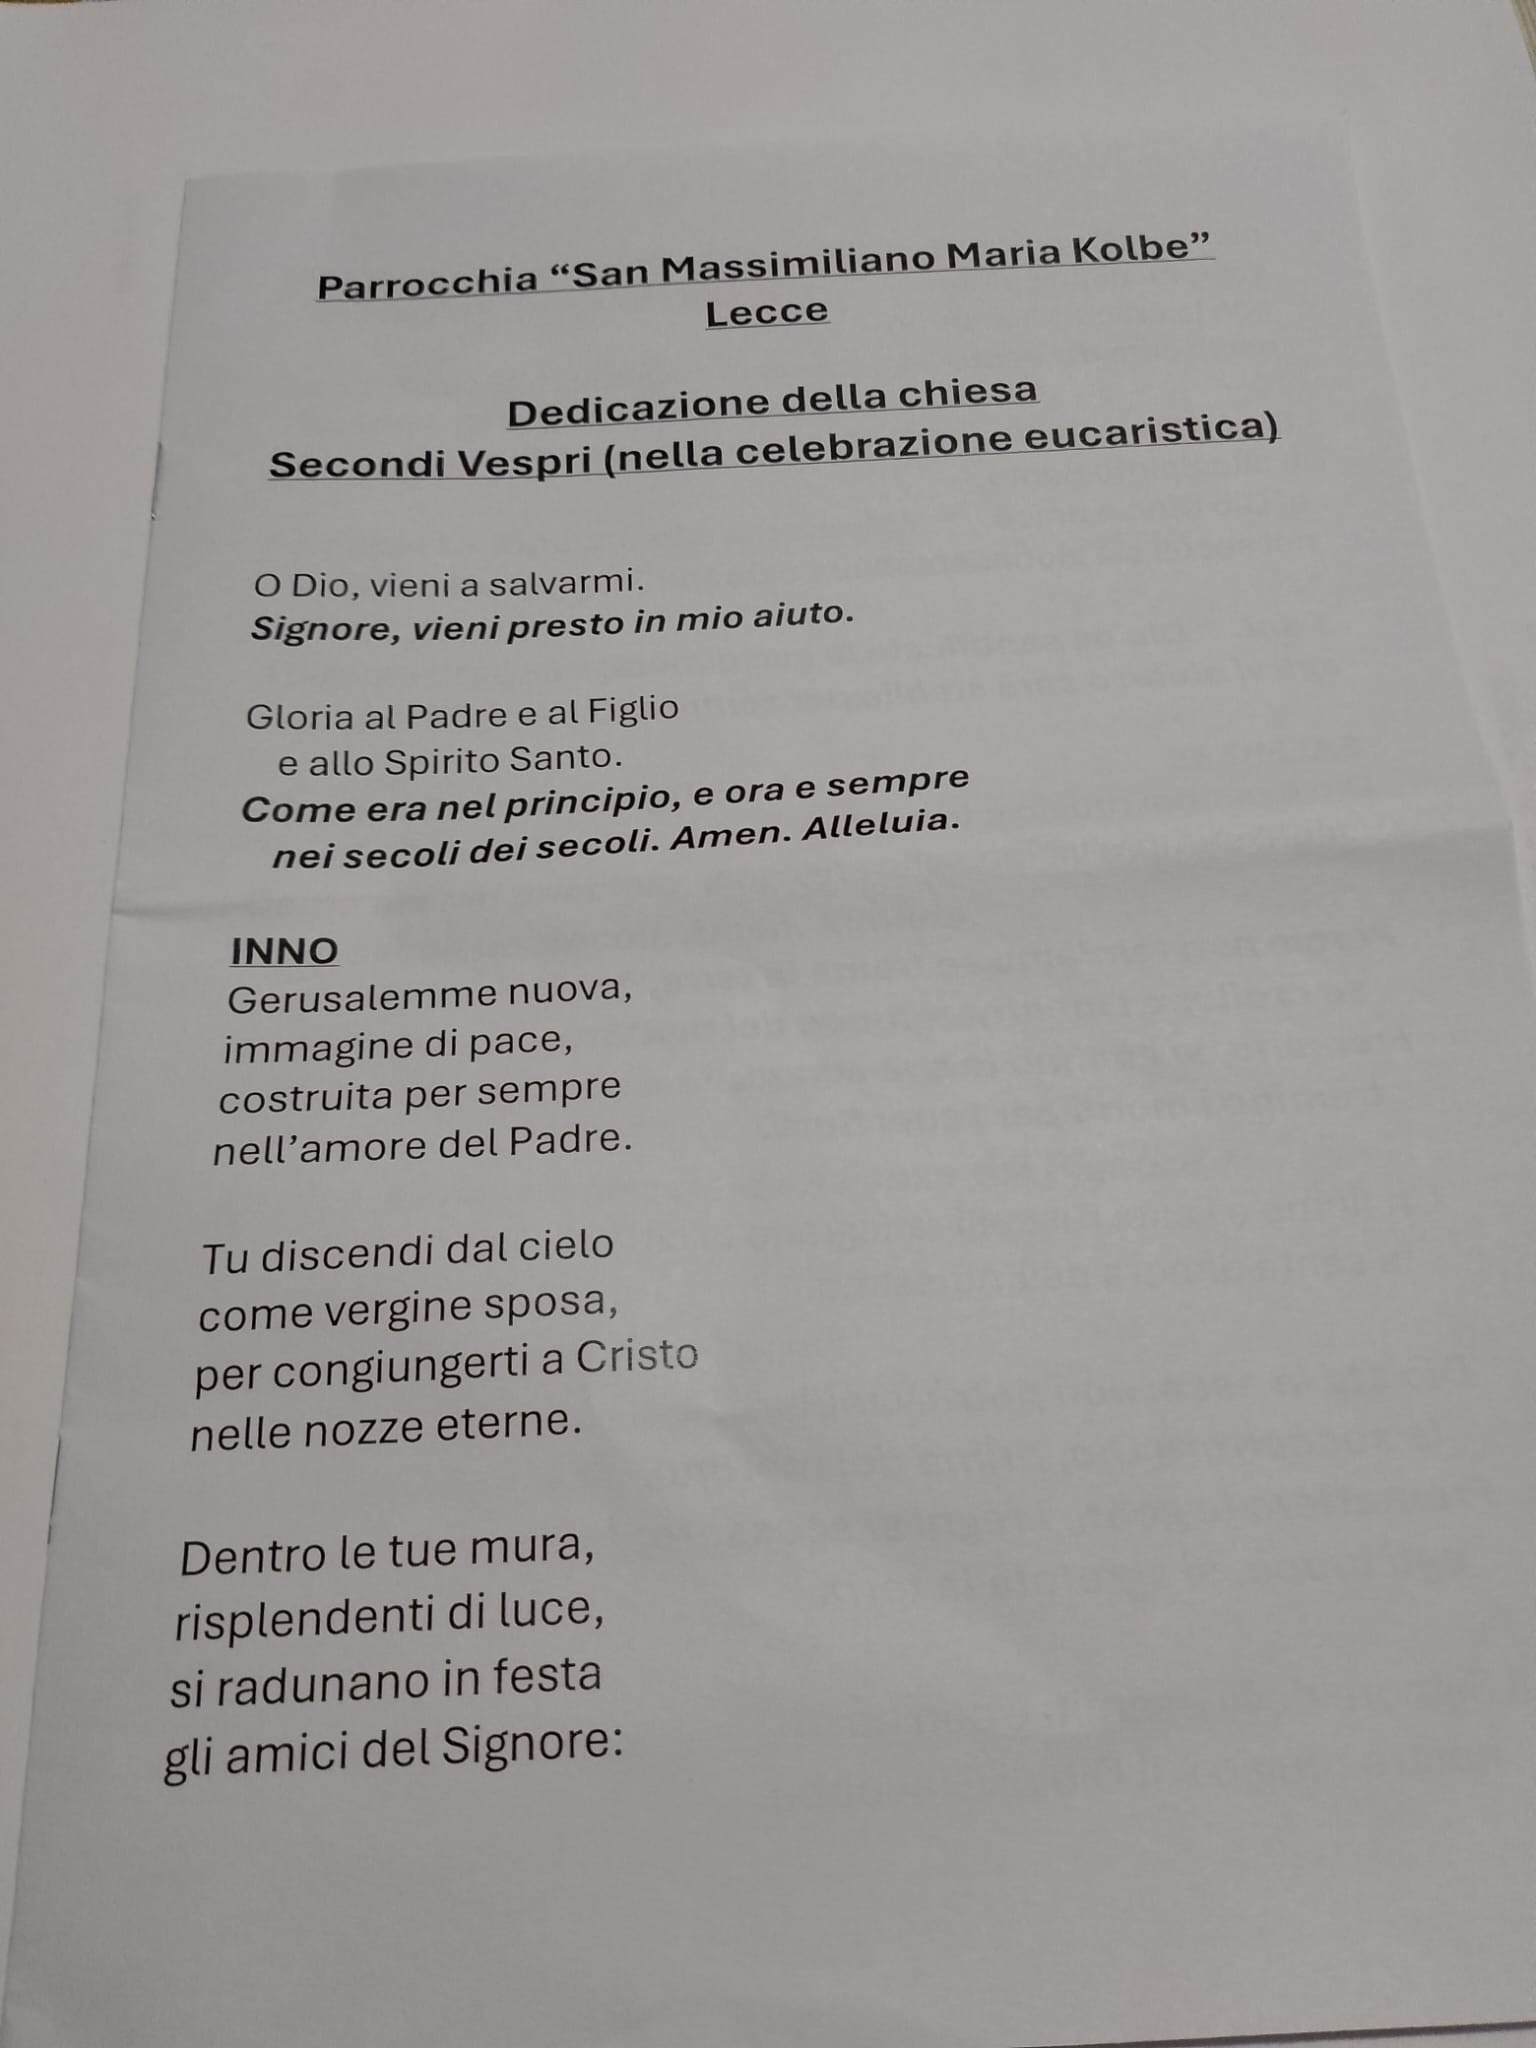 Parrocchia “San Massimiliano Maria Kolbe”
Lecce
Dedicazione della chiesa
Secondi Vespri (nella celebrazione eucaristica)
O Dio, vieni a salvarmi.
Signore, vieni presto in mio aiuto.
Gloria al Padre e al Figlio
e allo Spirito Santo.
Come era nel principio, e ora e sempre
nei secoli dei secoli. Amen. Alleluia.
INNO
Gerusalemme nuova,
immagine di pace,
costruita per sempre
nell’amore del Padre.
Tu discendi dal cielo
come vergine sposa,
per congiungerti a Cristo
nelle nozze eterne.
Dentro le tue mura,
risplendenti di luce,
si radunano in festa
gli amici del Signore: